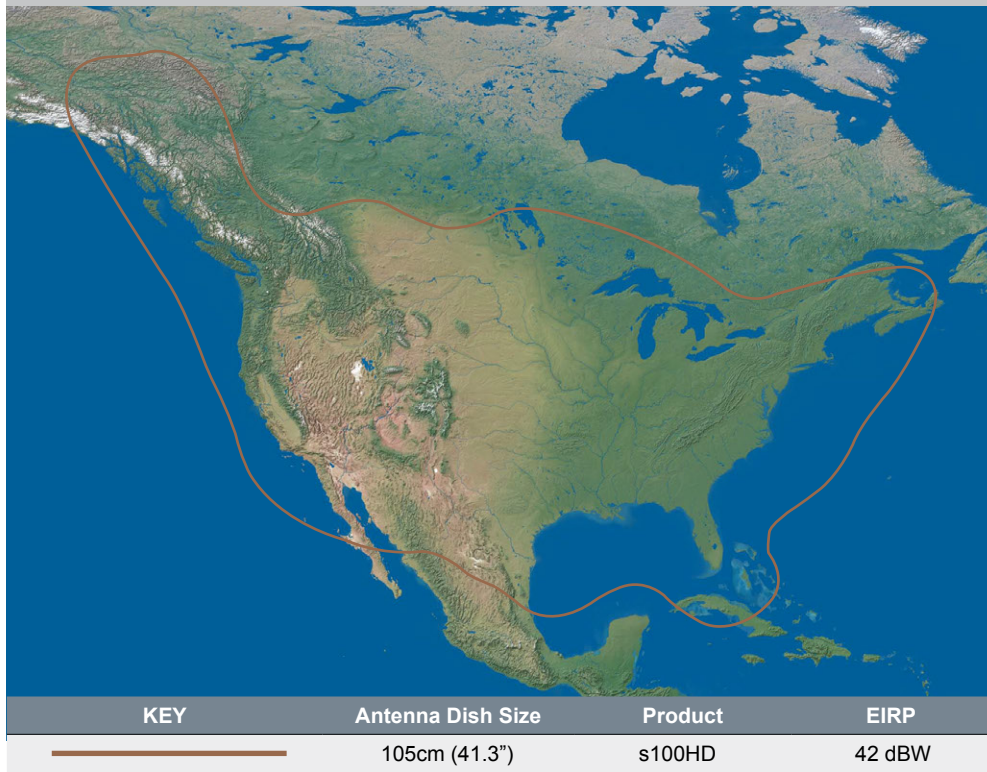 KEY Antenna Dish Size Product EIRP
105cm (41.3”) s100HD 42 dBW